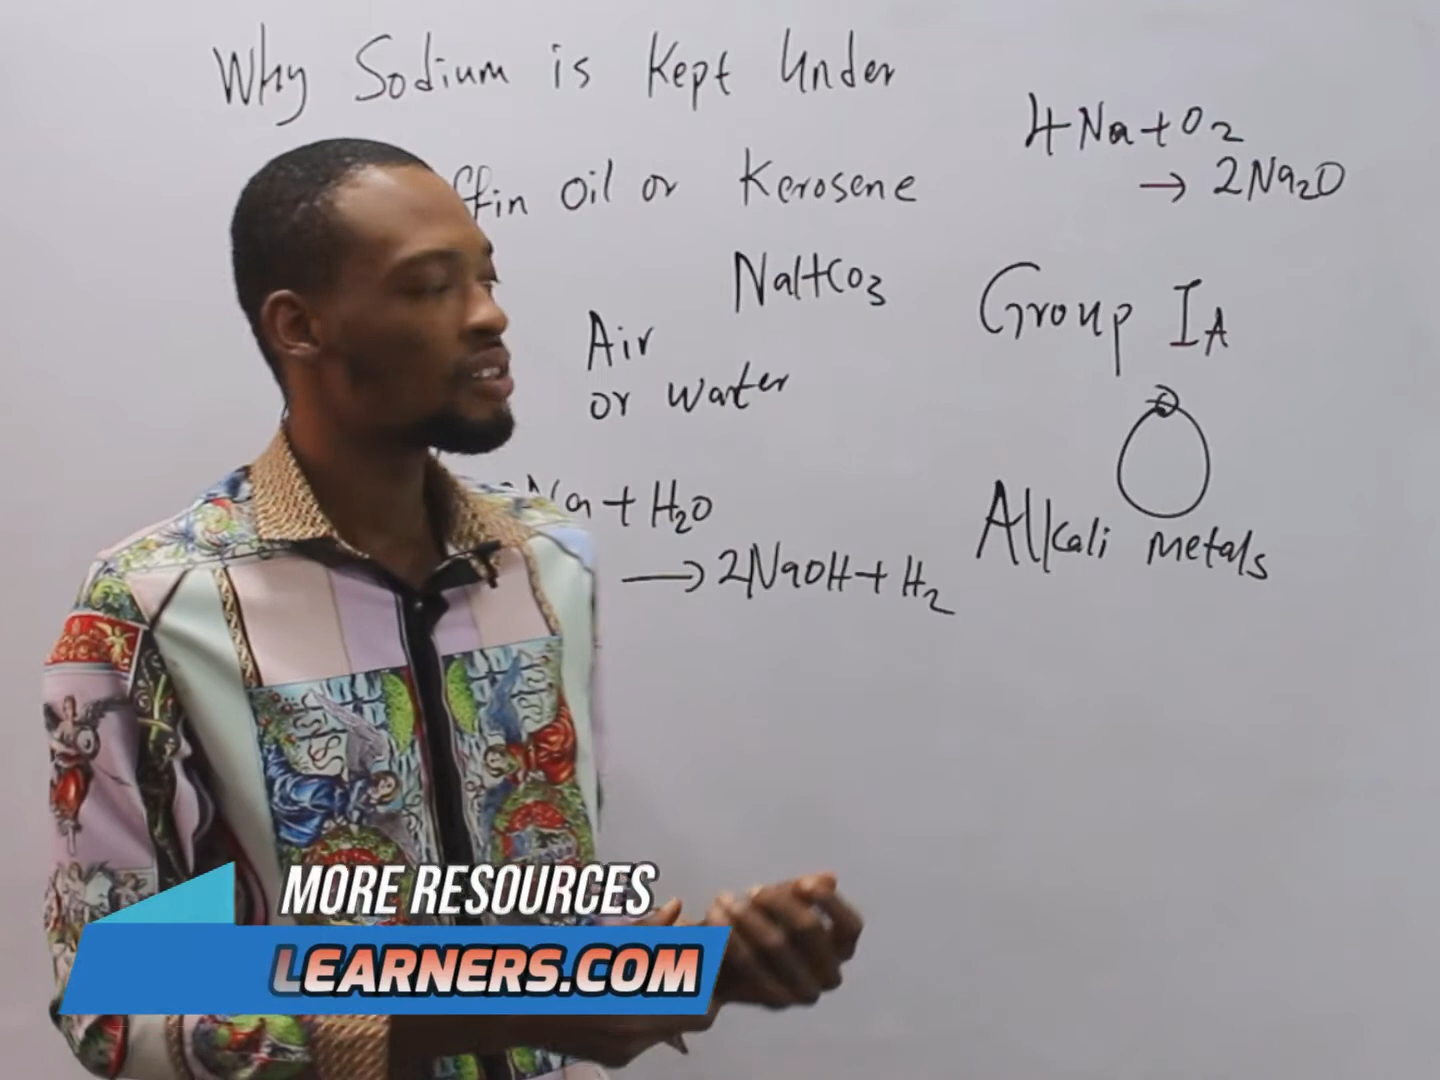 Why Sodium is Kept Under
ffin Oil or Kerosene
NaHCO3
Air
or water
Na + H2O
→ 2NaOH + H2
4Na + O2
→ 2Na2O
Group IA
Alkali metals
MORE RESOURCES
LEARNERS.COM